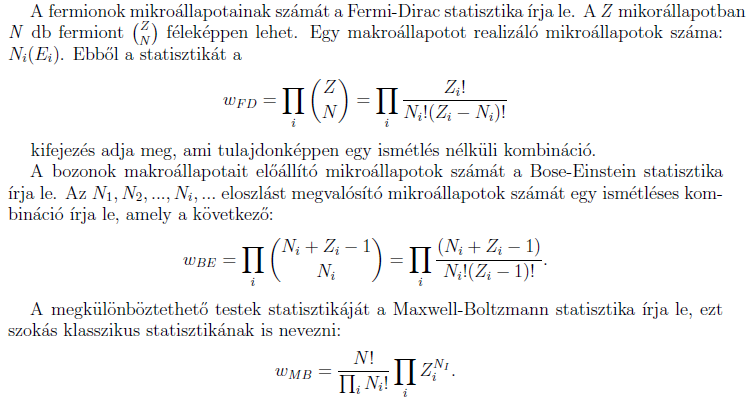 A fermionok mikroállapotainak számát a Fermi-Dirac statisztika írja le. A $Z$ mikorállapotban
$N$ db fermiont $\binom{Z}{N}$ féleképpen lehet. Egy makroállapotot realizáló mikroállapotok száma:
$N_i(E_i)$. Ebből a statisztikát a
$$w_{FD} = \prod_i \binom{Z}{N} = \prod_i \frac{Z_i!}{N_i!(Z_i - N_i)!}$$
kifejezés adja meg, ami tulajdonképpen egy ismétlés nélküli kombináció.
A bozonok makroállapotait előállító mikroállapotok számát a Bose-Einstein statisztika
írja le. Az $N_1, N_2, ..., N_i, ...$ eloszlást megvalósító mikroállapotok számát egy ismétléses kom-
bináció írja le, amely a következő:
$$w_{BE} = \prod_i \binom{N_i + Z_i - 1}{N_i} = \prod_i \frac{(N_i + Z_i - 1)}{N_i!(Z_i - 1)!}.$$
A megkülönböztethető testek statisztikáját a Maxwell-Boltzmann statisztika írja le, ezt
szokás klasszikus statisztikának is nevezni:
$$w_{MB} = \frac{N!}{\prod_i N_i!} \prod_i Z_i^{N_I}.$$